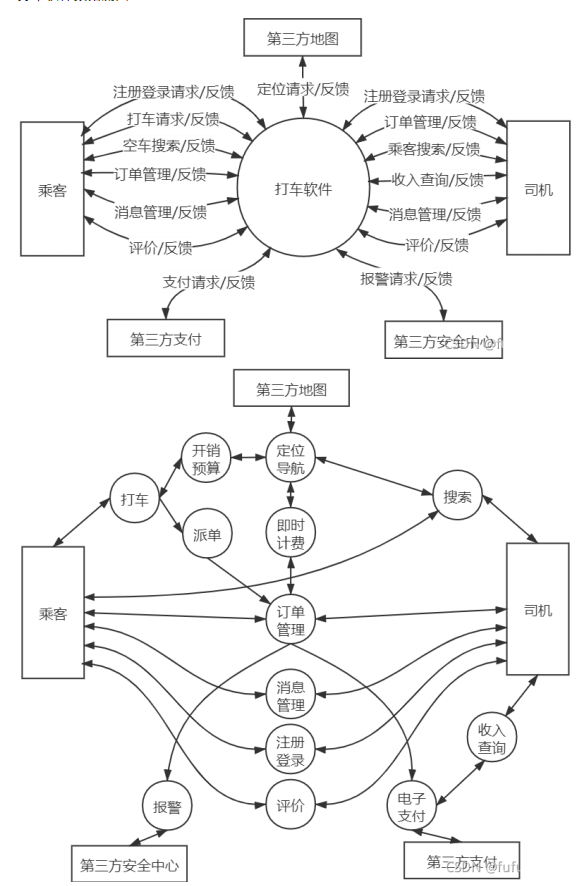 第三方地图
定位请求/反馈
注册登录请求/反馈
注册登录请求/反馈
打车请求/反馈
订单管理/反馈
空车搜索/反馈
乘客搜索/反馈
订单管理/反馈
收入查询/反馈
乘客
打车软件
司机
消息管理/反馈
消息管理/反馈
评价/反馈
评价/反馈
支付请求/反馈
报警请求/反馈
第三方支付
第三方安全中心
CSDN @fu
第三方地图
开销
预算
定位
导航
打车
搜索
派单
即时
计费
乘客
订单
管理
司机
消息
管理
注册
登录
收入
查询
报警
评价
电子
支付
第三方安全中心
第三方支付
CSDN @fufu